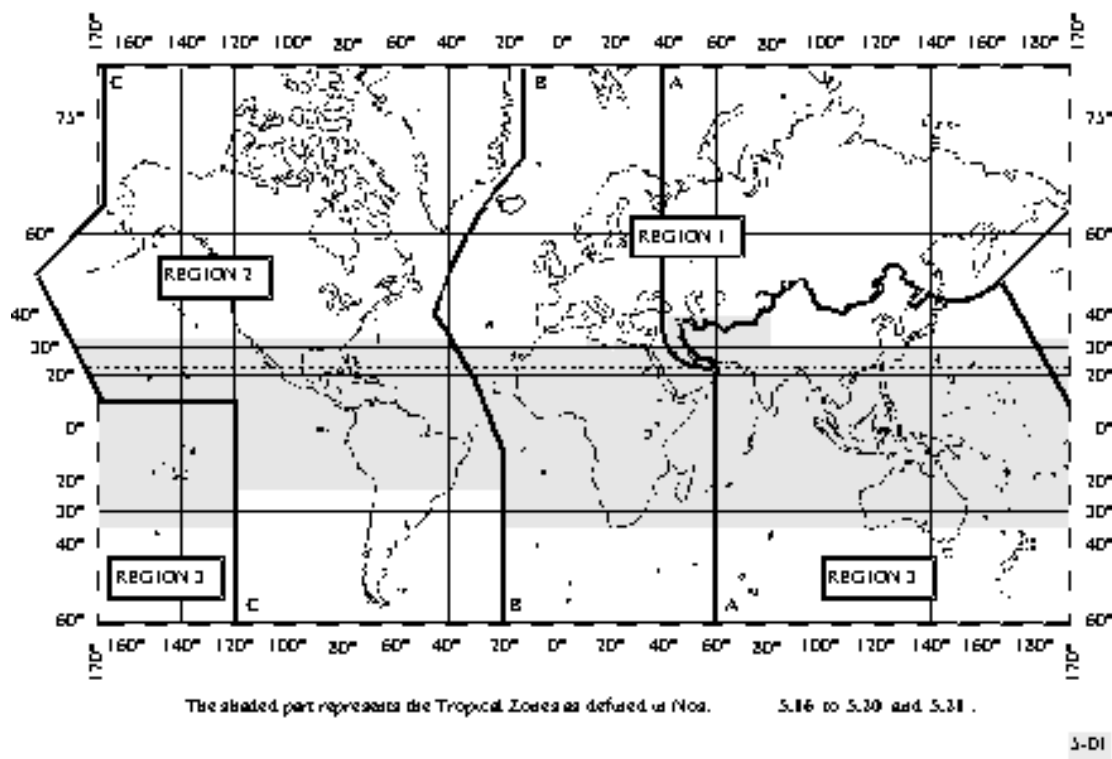 170° 160° 140° 120° 100° 80° 60° 40° 20° 0° 20° 40° 60° 80° 100° 120° 140° 160° 180° 170°
C B A
75° 75°
60° 60°
REGION 1
REGION 2
40° 40°
30° 30°
20° 20°
0° 0°
20° 20°
30° 30°
40° 40°
REGION 3 REGION 3
C B A
60° 60°
170° 160° 140° 120° 100° 80° 60° 40° 20° 0° 20° 40° 60° 80° 100° 120° 140° 160° 180° 170°
The shaded part represents the Tropical Zones as defined in Nos. 5.16 to 5.20 and 5.21 .
5-01